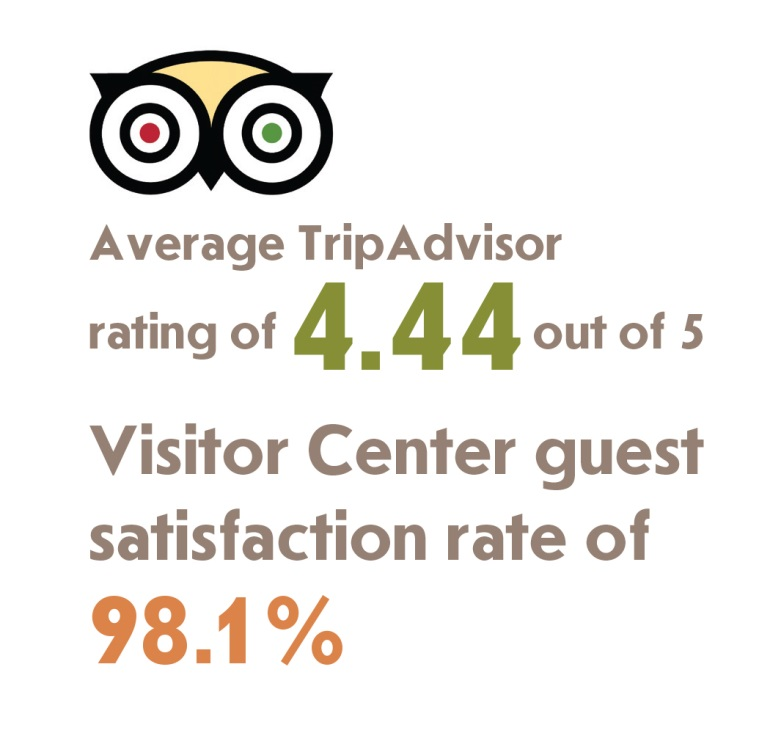 Average TripAdvisor
rating of 4.44 out of 5
Visitor Center guest
satisfaction rate of
98.1%